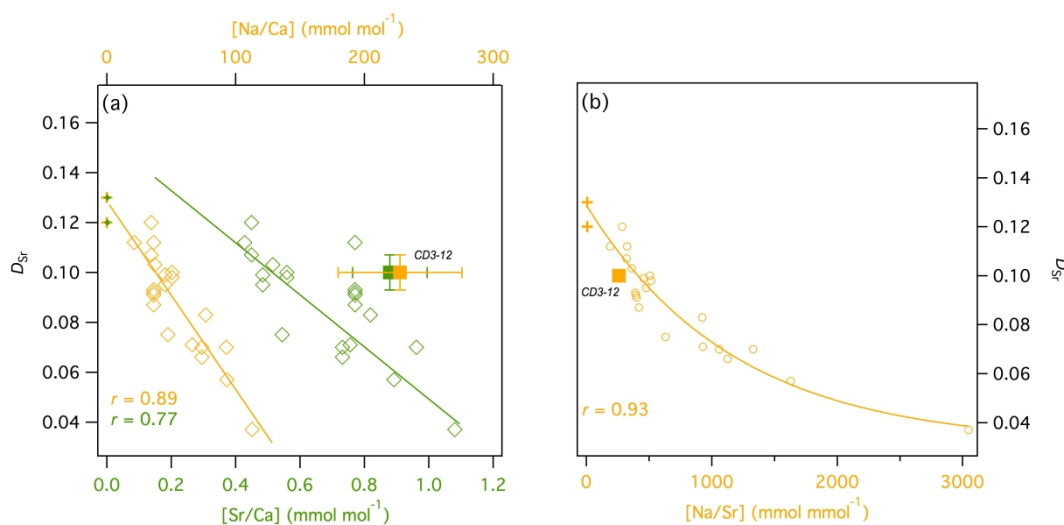 [Na/Ca] (mmol mol⁻¹)
0 100 200 300
(a)
0.16
0.14
0.12
0.10
0.08
0.06
0.04
D_Sr
CD3-12
r = 0.89
r = 0.77
0.0 0.2 0.4 0.6 0.8 1.0 1.2
[Sr/Ca] (mmol mol⁻¹)
(b)
0.16
0.14
0.12
0.10
0.08
0.06
0.04
D_Sr
CD3-12
r = 0.93
0 1000 2000 3000
[Na/Sr] (mmol mmol⁻¹)